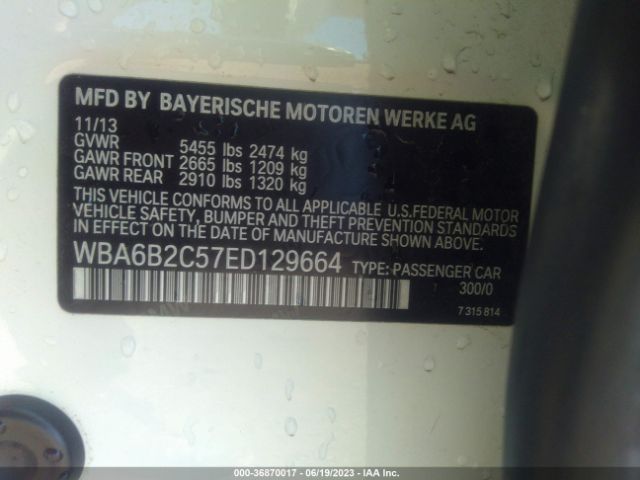 MFD BY BAYERISCHE MOTOREN WERKE AG
11/13
GVWR 5455 lbs 2474 kg
GAWR FRONT 2665 lbs 1209 kg
GAWR REAR 2910 lbs 1320 kg
THIS VEHICLE CONFORMS TO ALL APPLICABLE U.S.FEDERAL MOTOR
VEHICLE SAFETY, BUMPER AND THEFT PREVENTION STANDARDS
IN EFFECT ON THE DATE OF MANUFACTURE SHOWN ABOVE.
WBA6B2C57ED129664 TYPE: PASSENGER CAR
300/0
7 315 814
000-36870017 - 06/19/2023 - IAA Inc.